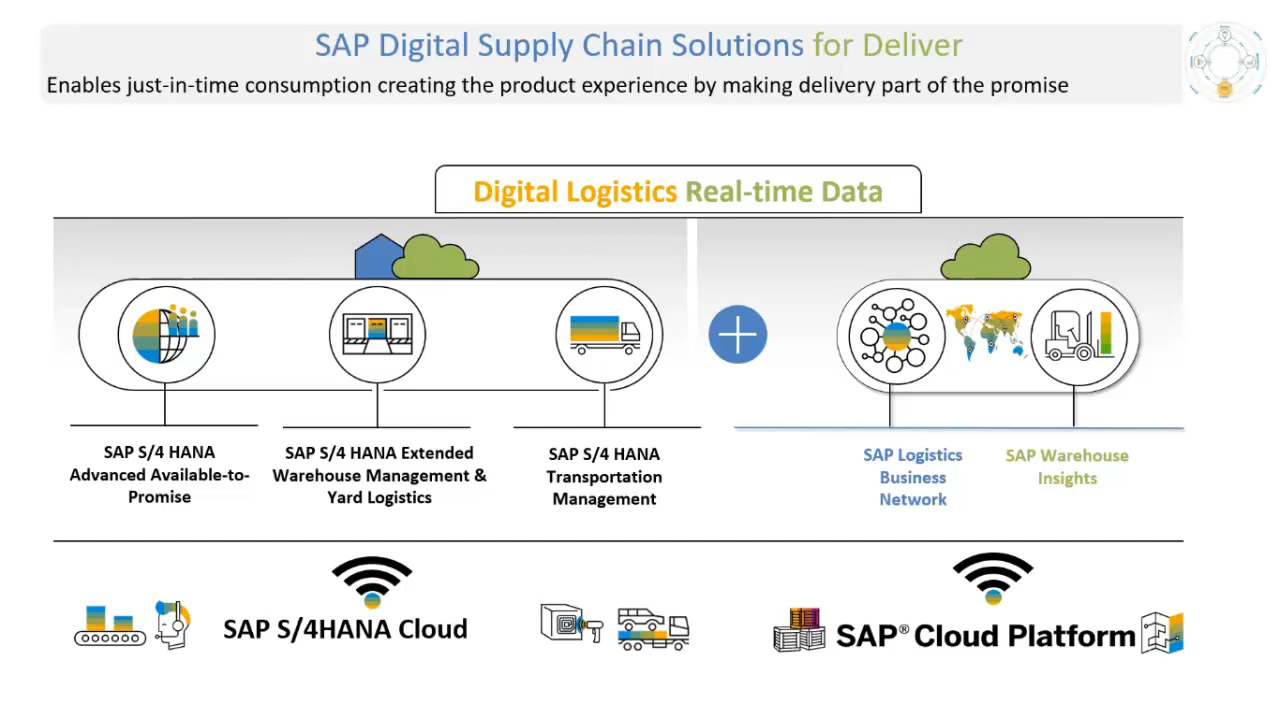 SAP Digital Supply Chain Solutions for Deliver
Enables just-in-time consumption creating the product experience by making delivery part of the promise
Digital Logistics Real-time Data
SAP S/4 HANA
Advanced Available-to-
Promise
SAP S/4 HANA Extended
Warehouse Management &
Yard Logistics
SAP S/4 HANA
Transportation
Management
SAP Logistics
Business
Network
SAP Warehouse
Insights
SAP S/4HANA Cloud
SAP® Cloud Platform